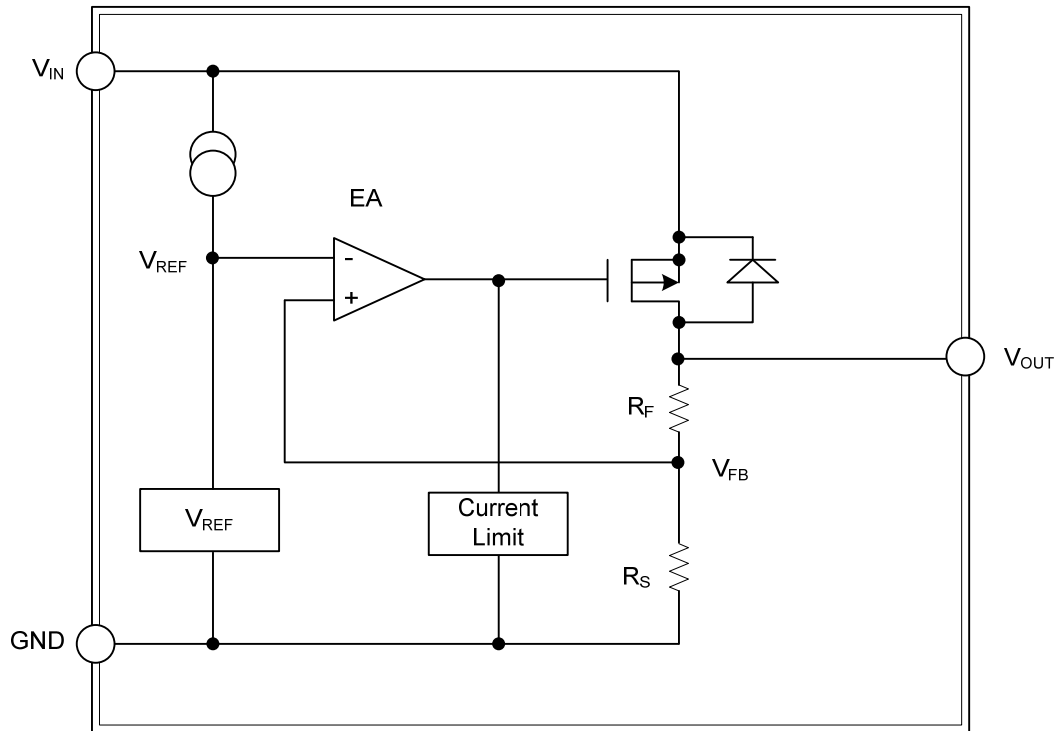 V_IN
EA
V_REF
-
+
V_OUT
R_F
V_FB
V_REF
Current
Limit
R_S
GND